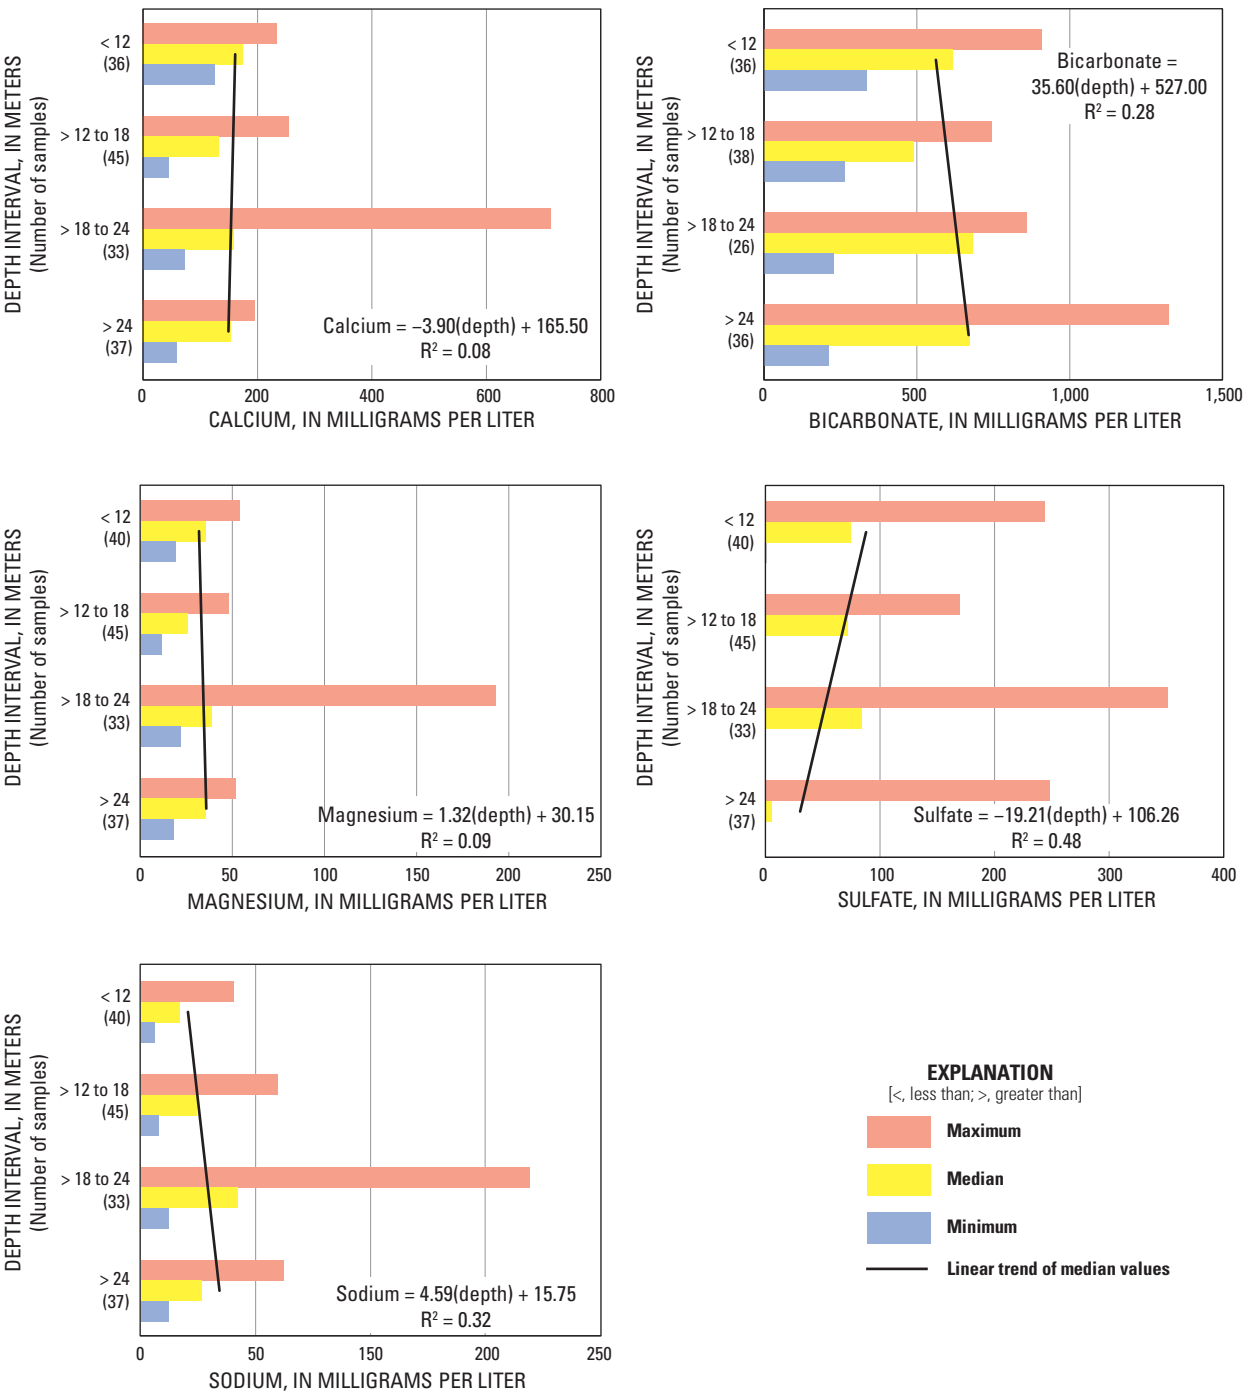 DEPTH INTERVAL, IN METERS
(Number of samples)
< 12
(36)
> 12 to 18
(45)
> 18 to 24
(33)
> 24
(37)
Calcium = −3.90(depth) + 165.50
R² = 0.08
0 200 400 600 800
CALCIUM, IN MILLIGRAMS PER LITER
DEPTH INTERVAL, IN METERS
(Number of samples)
< 12
(36)
> 12 to 18
(38)
> 18 to 24
(26)
> 24
(36)
Bicarbonate =
35.60(depth) + 527.00
R² = 0.28
0 500 1,000 1,500
BICARBONATE, IN MILLIGRAMS PER LITER
DEPTH INTERVAL, IN METERS
(Number of samples)
< 12
(40)
> 12 to 18
(45)
> 18 to 24
(33)
> 24
(37)
Magnesium = 1.32(depth) + 30.15
R² = 0.09
0 50 100 150 200 250
MAGNESIUM, IN MILLIGRAMS PER LITER
DEPTH INTERVAL, IN METERS
(Number of samples)
< 12
(40)
> 12 to 18
(45)
> 18 to 24
(33)
> 24
(37)
Sulfate = −19.21(depth) + 106.26
R² = 0.48
0 100 200 300 400
SULFATE, IN MILLIGRAMS PER LITER
DEPTH INTERVAL, IN METERS
(Number of samples)
< 12
(40)
> 12 to 18
(45)
> 18 to 24
(33)
> 24
(37)
Sodium = 4.59(depth) + 15.75
R² = 0.32
0 50 150 200 250
SODIUM, IN MILLIGRAMS PER LITER
EXPLANATION
[<, less than; >, greater than]
Maximum
Median
Minimum
Linear trend of median values